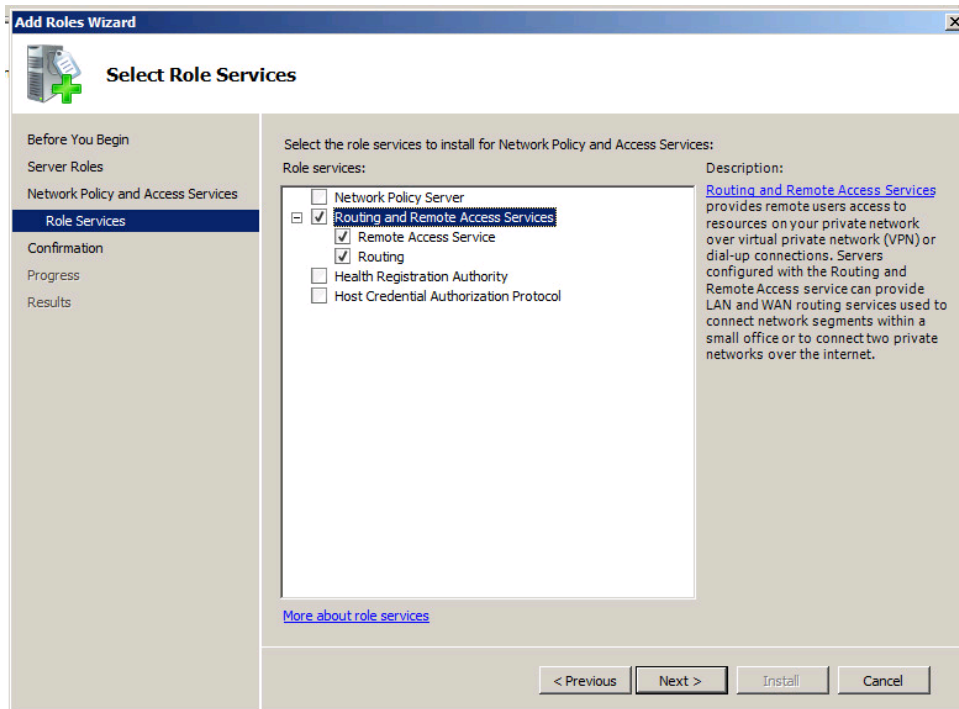 Add Roles Wizard
Select Role Services
Before You Begin
Server Roles
Network Policy and Access Services
Role Services
Confirmation
Progress
Results
Select the role services to install for Network Policy and Access Services:
Role services:
Network Policy Server
Routing and Remote Access Services
Remote Access Service
Routing
Health Registration Authority
Host Credential Authorization Protocol
More about role services
Description:
Routing and Remote Access Services
provides remote users access to
resources on your private network
over virtual private network (VPN) or
dial-up connections. Servers
configured with the Routing and
Remote Access service can provide
LAN and WAN routing services used to
connect network segments within a
small office or to connect two private
networks over the internet.
< Previous
Next >
Install
Cancel